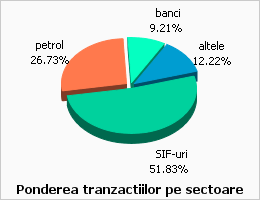 banci
9.21%
petrol
26.73%
altele
12.22%
SIF-uri
51.83%
Ponderea tranzactiilor pe sectoare